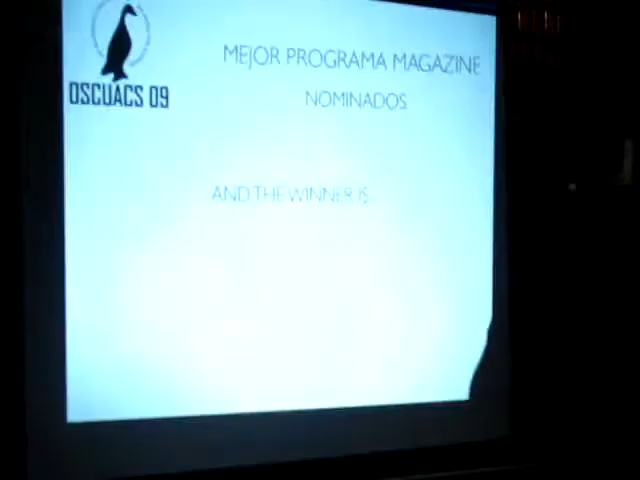 OSCUACS 09
MEJOR PROGRAMA MAGAZINE
NOMINADOS
AND THE WINNER IS